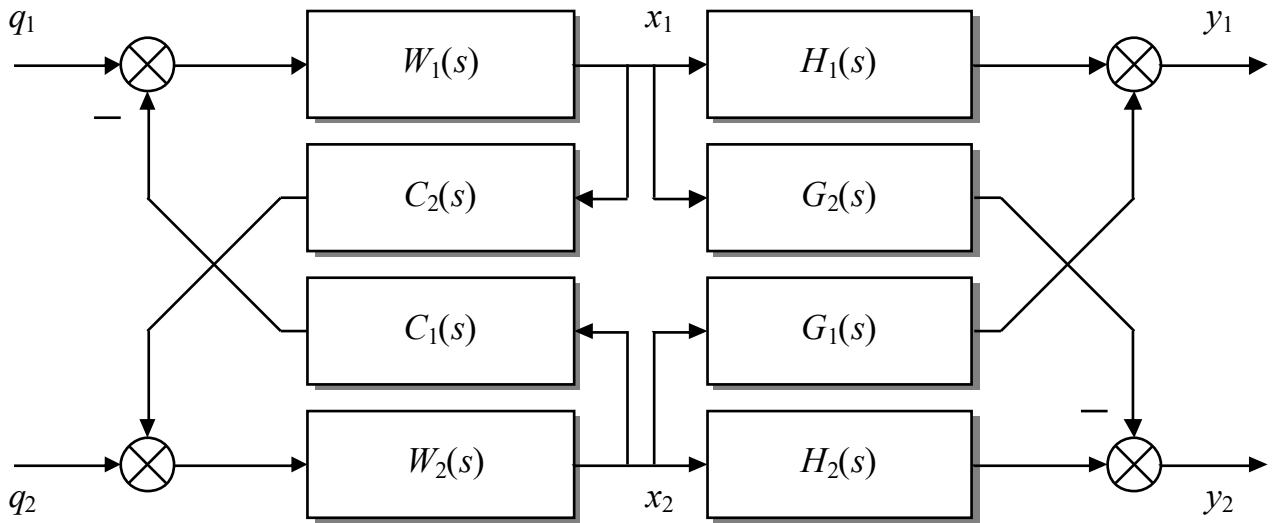 q₁
W₁(s)
x₁
H₁(s)
y₁
−
C₂(s)
G₂(s)
C₁(s)
G₁(s)
−
W₂(s)
H₂(s)
q₂
x₂
y₂